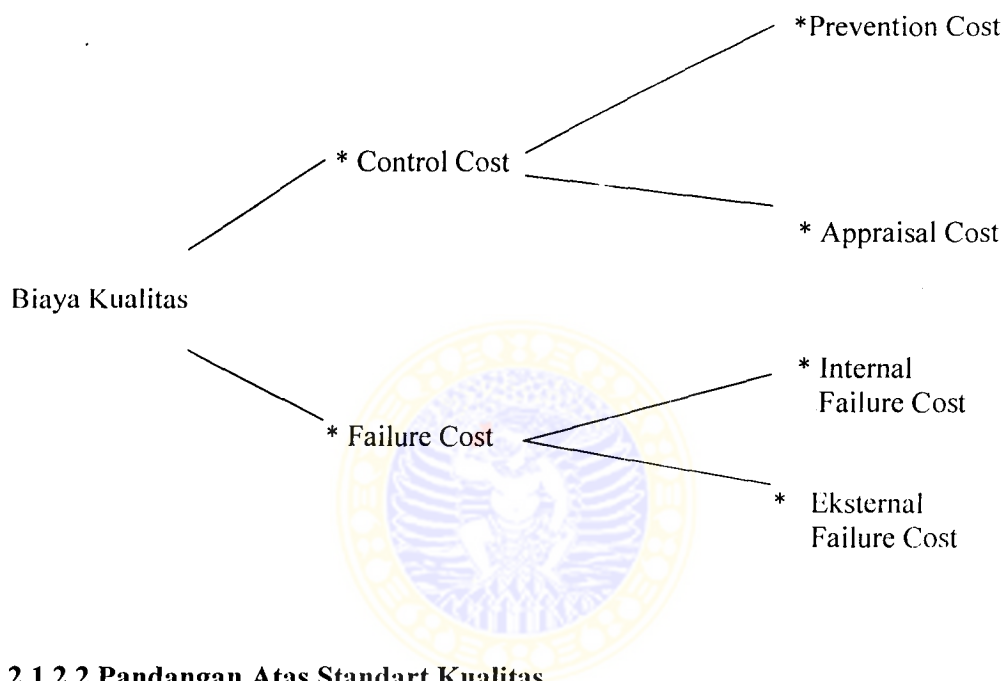 *Prevention Cost
* Control Cost
* Appraisal Cost
Biaya Kualitas
* Internal
Failure Cost
* Failure Cost
* Eksternal
Failure Cost
2.1.2.2 Pandangan Atas Standart Kualitas